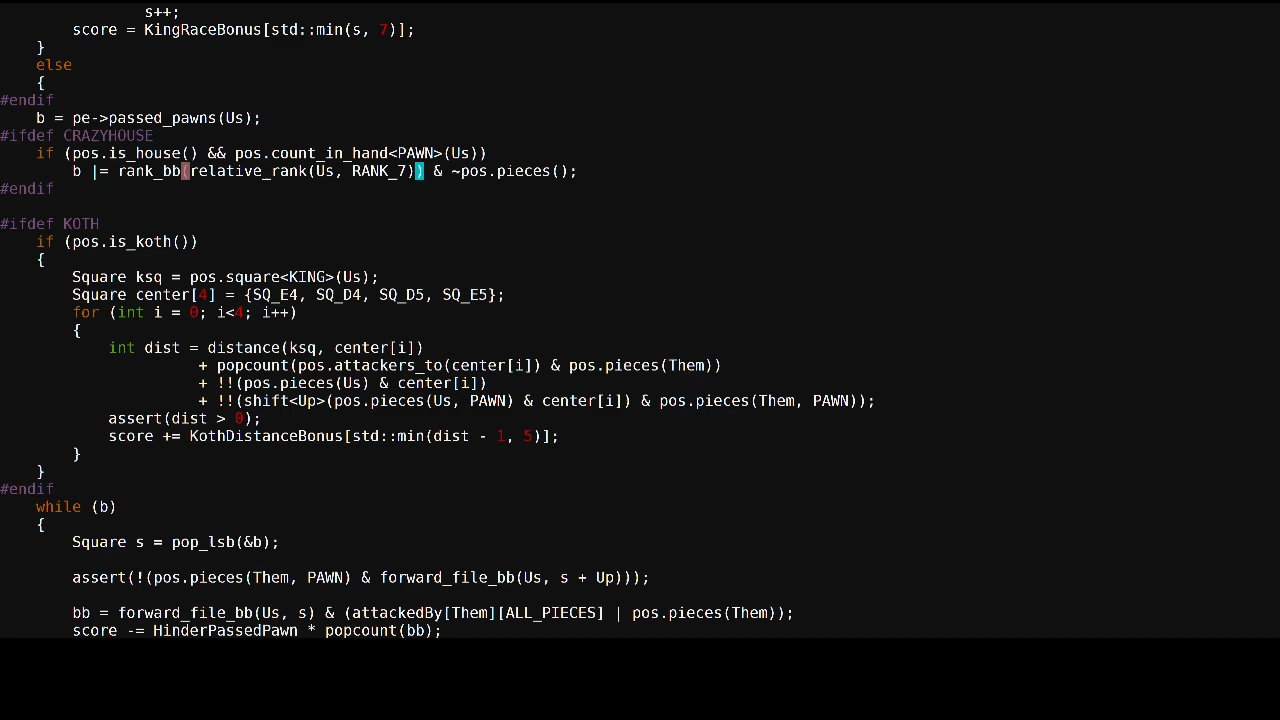 s++;
score = KingRaceBonus[std::min(s, 7)];
}
else
{
#endif
b = pe->passed_pawns(Us);
#ifdef CRAZYHOUSE
if (pos.is_house() && pos.count_in_hand<PAWN>(Us))
b |= rank_bb(relative_rank(Us, RANK_7)) & ~pos.pieces();
#endif
#ifdef KOTH
if (pos.is_koth())
{
Square ksq = pos.square<KING>(Us);
Square center[4] = {SQ_E4, SQ_D4, SQ_D5, SQ_E5};
for (int i = 0; i<4; i++)
{
int dist = distance(ksq, center[i])
+ popcount(pos.attackers_to(center[i]) & pos.pieces(Them))
+ !!(pos.pieces(Us) & center[i])
+ !!(shift<Up>(pos.pieces(Us, PAWN) & center[i]) & pos.pieces(Them, PAWN));
assert(dist > 0);
score += KothDistanceBonus[std::min(dist - 1, 5)];
}
}
#endif
while (b)
{
Square s = pop_lsb(&b);
assert(!(pos.pieces(Them, PAWN) & forward_file_bb(Us, s + Up)));
bb = forward_file_bb(Us, s) & (attackedBy[Them][ALL_PIECES] | pos.pieces(Them));
score -= HinderPassedPawn * popcount(bb);